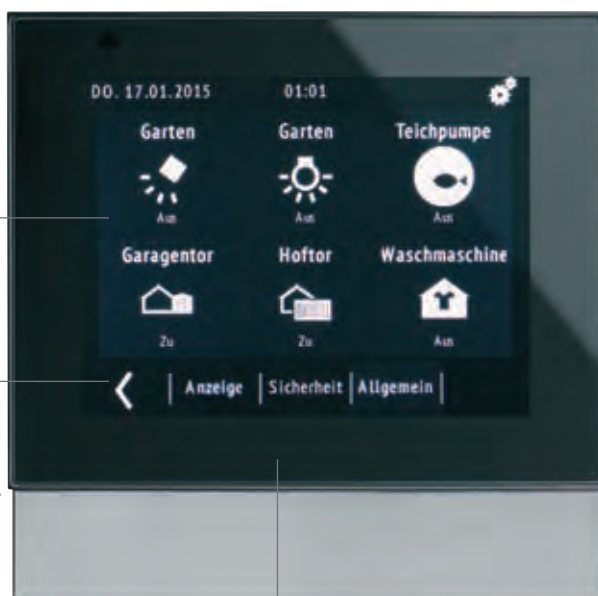 DO. 17.01.2015 01:01
Garten Garten Teichpumpe
Aus Aus Aus
Garagentor Hoftor Waschmaschine
Zu Zu Aus
Anzeige Sicherheit Allgemein